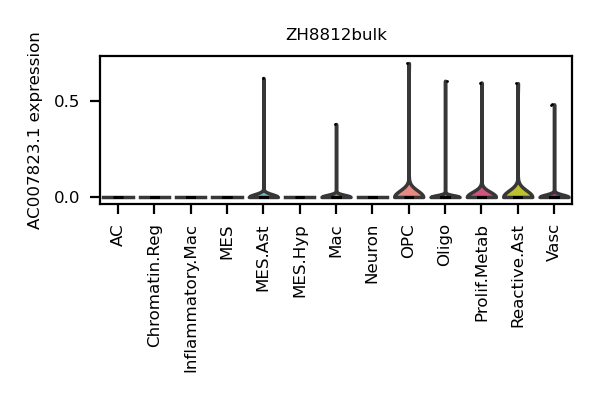 ZH8812bulk
AC007823.1 expression
0.5
0.0
AC
Chromatin.Reg
Inflammatory.Mac
MES
MES.Ast
MES.Hyp
Mac
Neuron
OPC
Oligo
Prolif.Metab
Reactive.Ast
Vasc